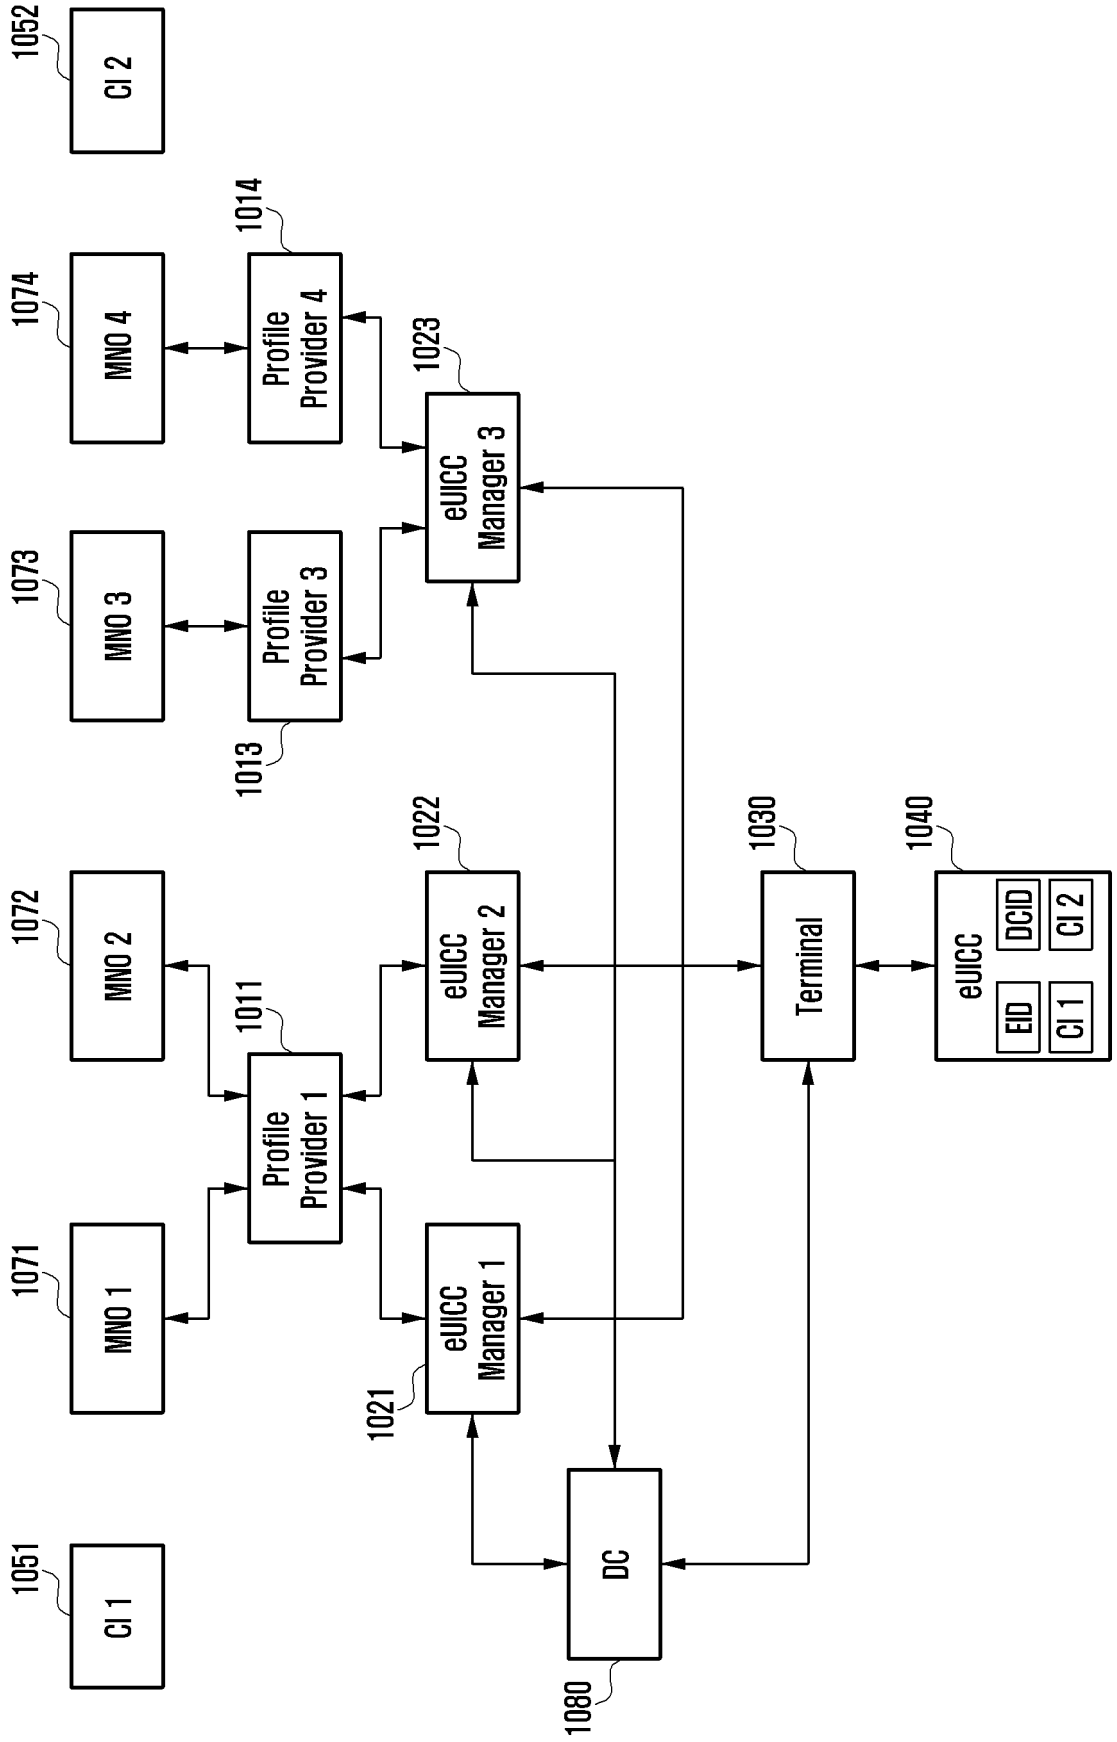 1051
CI 1
1071
MNO 1
1072
MNO 2
1073
MNO 3
1074
MNO 4
1052
CI 2
1011
Profile
Provider 1
1013
Profile
Provider 3
1014
Profile
Provider 4
1021
eUICC
Manager 1
1022
eUICC
Manager 2
1023
eUICC
Manager 3
1080
DC
1030
Terminal
1040
eUICC
EID
DCID
CI 1
CI 2